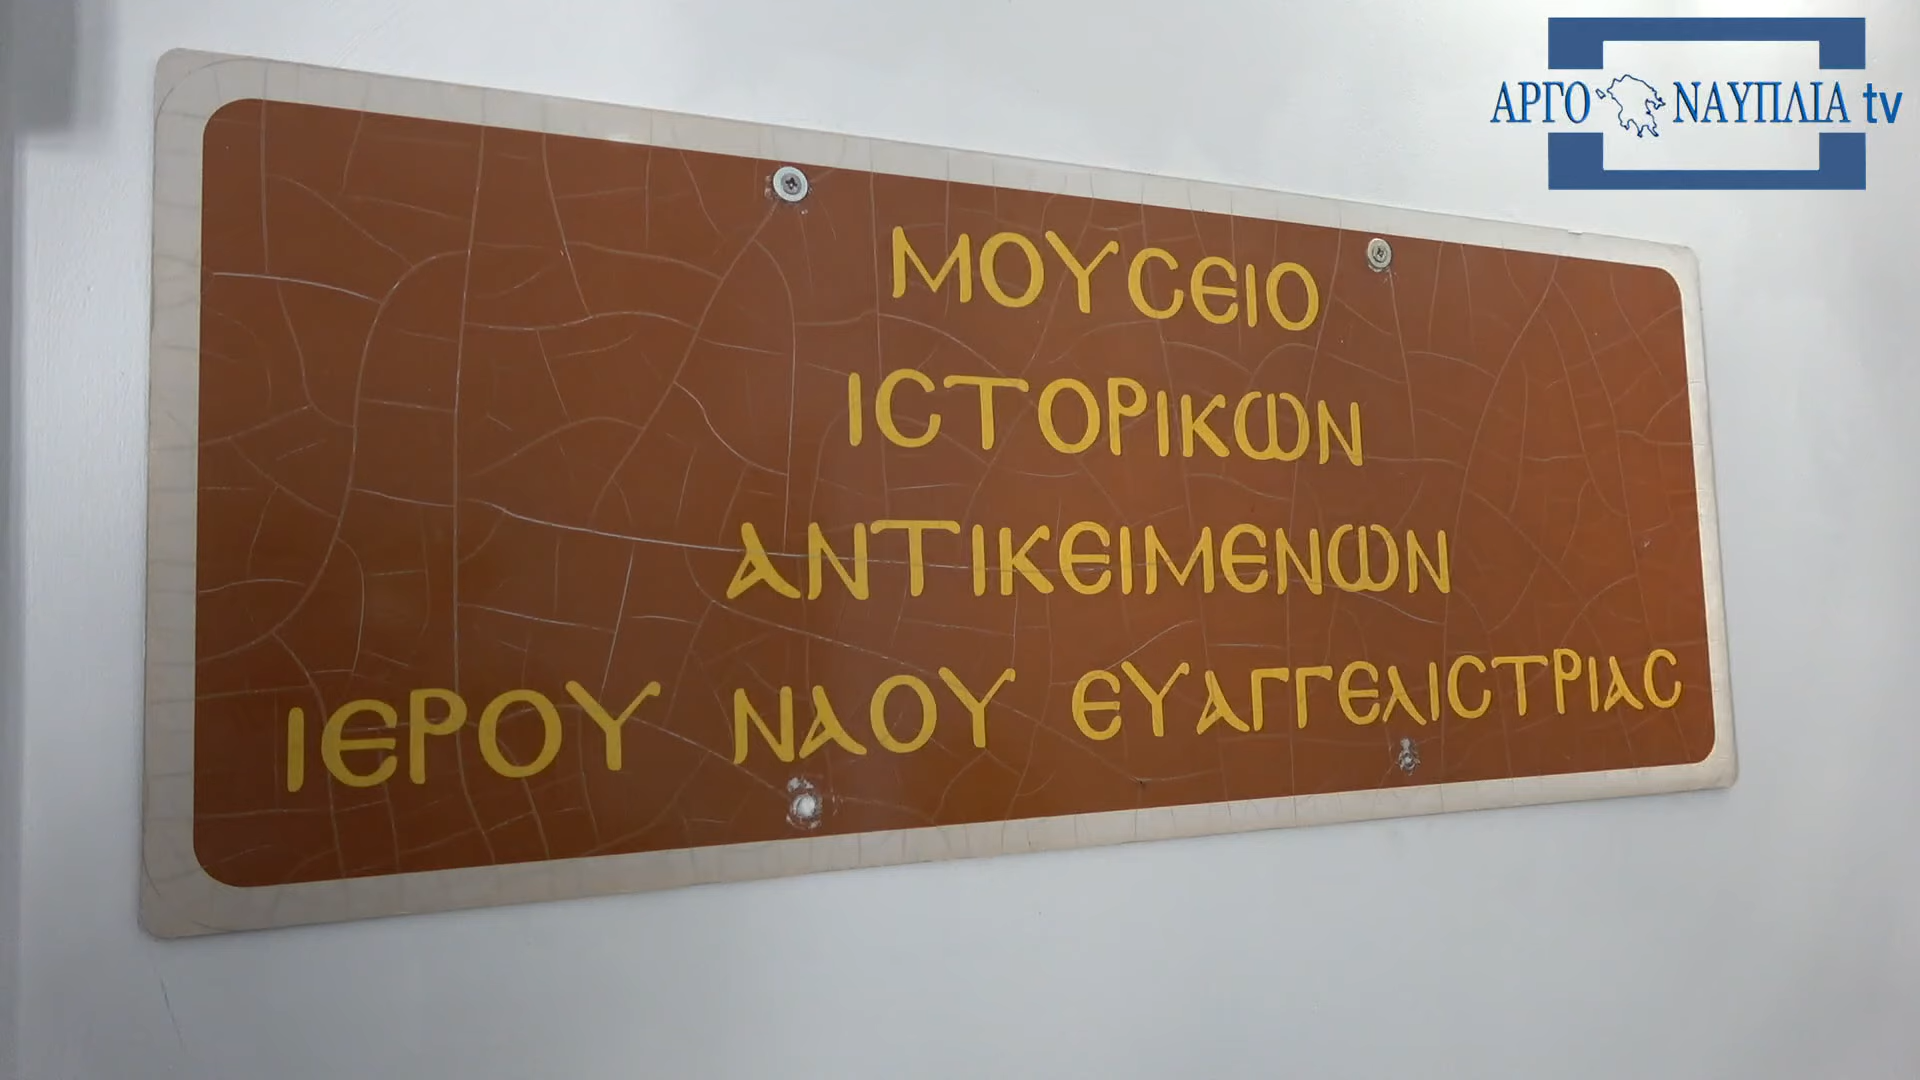 ΑΡΓΟ ΝΑΥΠΛΙΑ tv
ΜΟΥϹΕΙΟ
ΙϹΤΟΡΙΚΩΝ
ΑΝΤΙΚΕΙΜΕΝΩΝ
ΙΕΡΟΥ ΝΑΟΥ ΕΥΑΓΓΕΛΙϹΤΡΙΑϹ